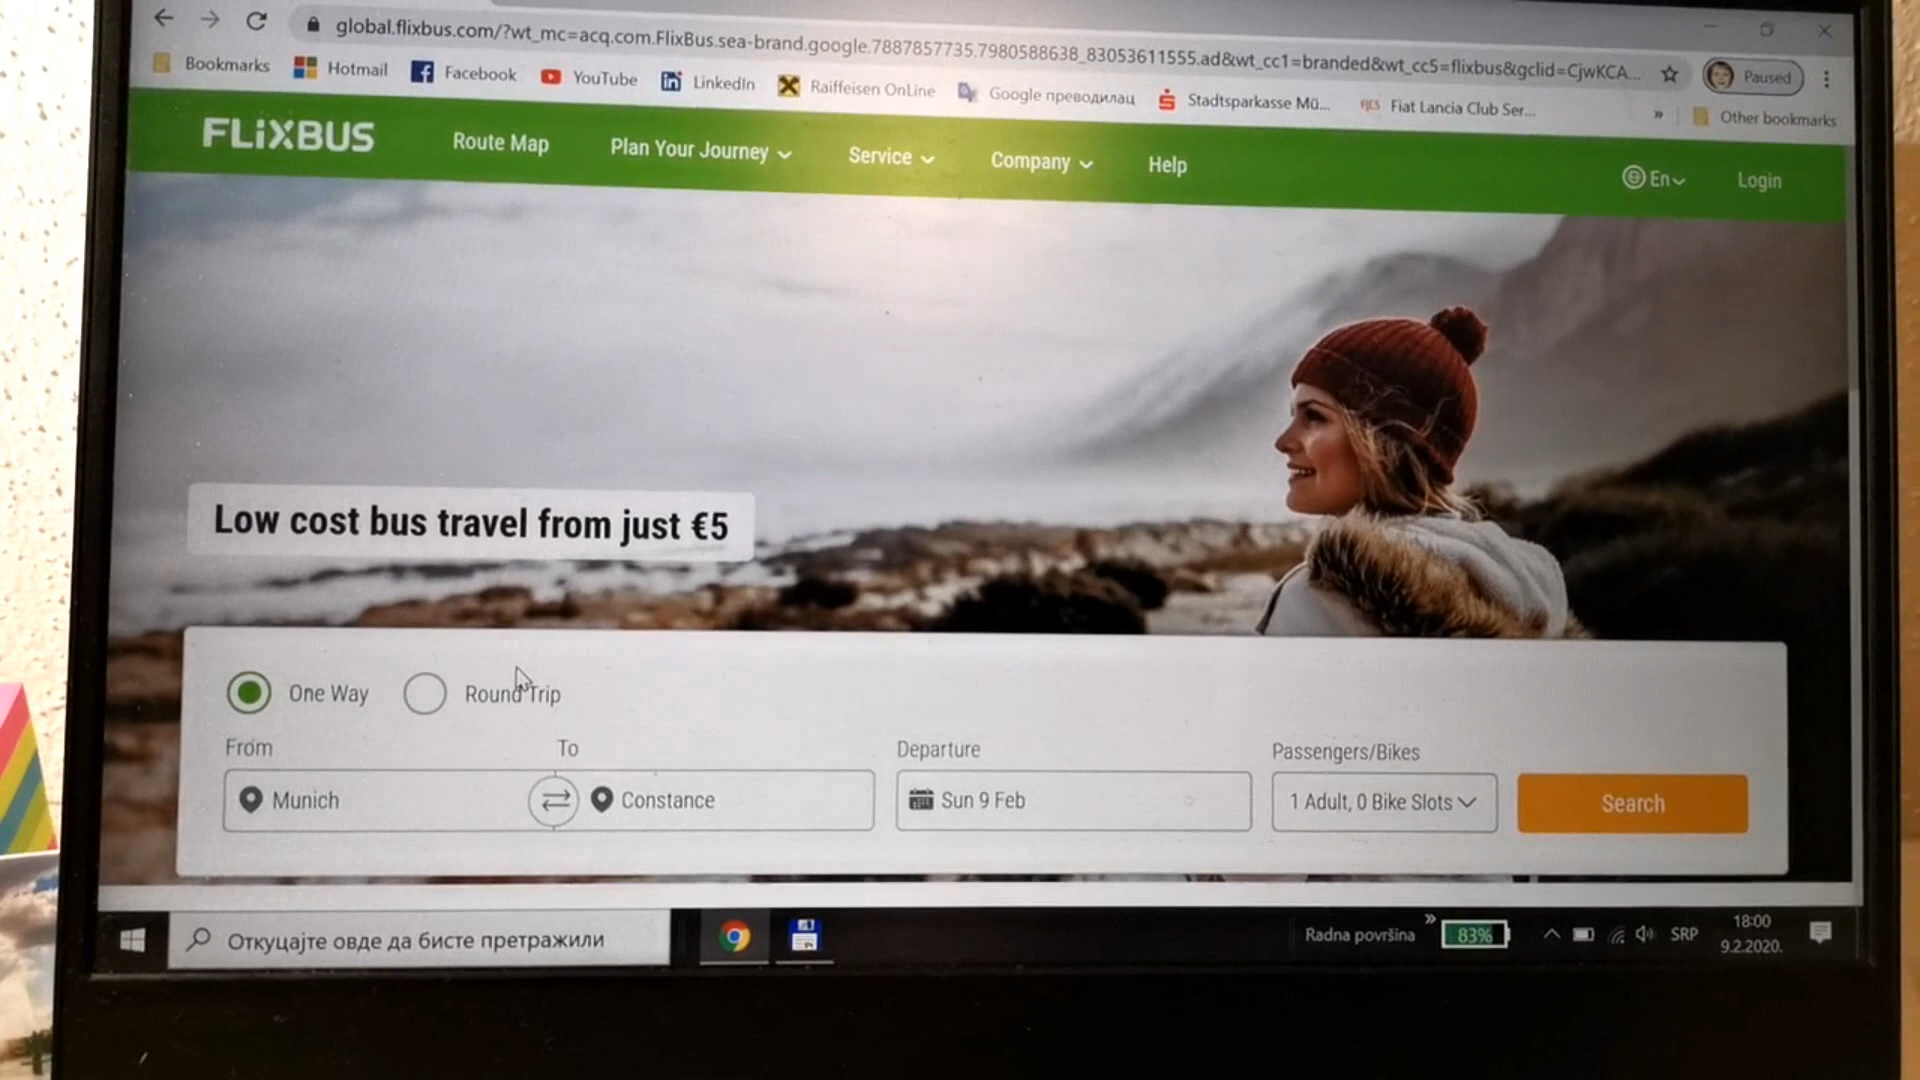 global.flixbus.com/?wt_mc=acq.com.FlixBus.sea-brand.google.7887857735.7980588638_83053611555.ad&wt_cc1=branded&wt_cc5=flixbus&gclid=CjwKCA...
Paused
Bookmarks Hotmail Facebook YouTube LinkedIn Raiffeisen OnLine Google преводилац Stadtsparkasse Mü... FLCS Fiat Lancia Club Ser... » Other bookmarks
FLiXBUS Route Map Plan Your Journey Service Company Help En Login
Low cost bus travel from just €5
One Way Round Trip
From To Departure Passengers/Bikes
Munich Constance Sun 9 Feb 1 Adult, 0 Bike Slots Search
Откуцајте овде да бисте претражили
Radna površina » 83% SRP 18:00
9.2.2020.